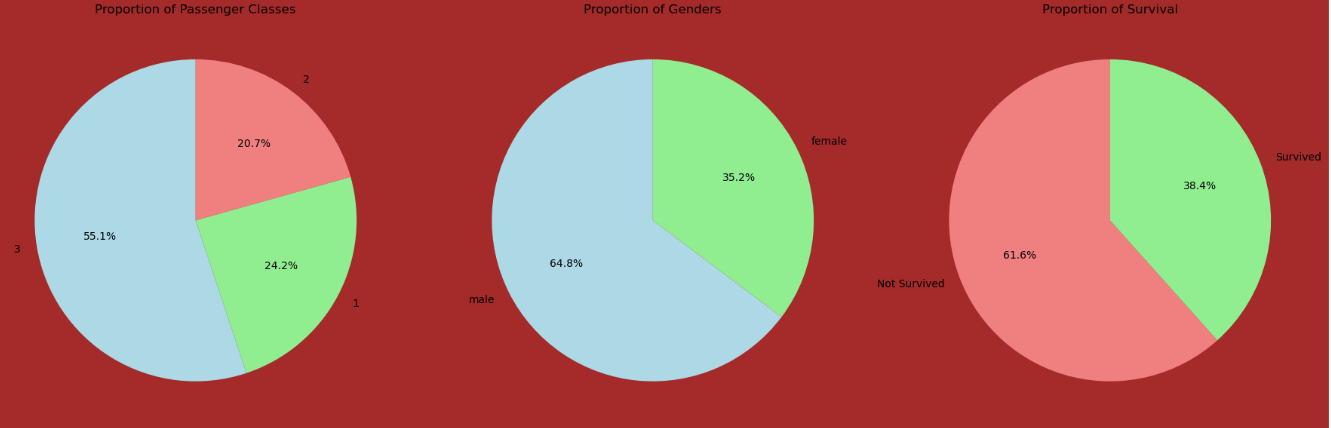 Proportion of Passenger Classes
2
20.7%
55.1%
3
24.2%
1
Proportion of Genders
female
35.2%
64.8%
male
Proportion of Survival
Survived
38.4%
61.6%
Not Survived